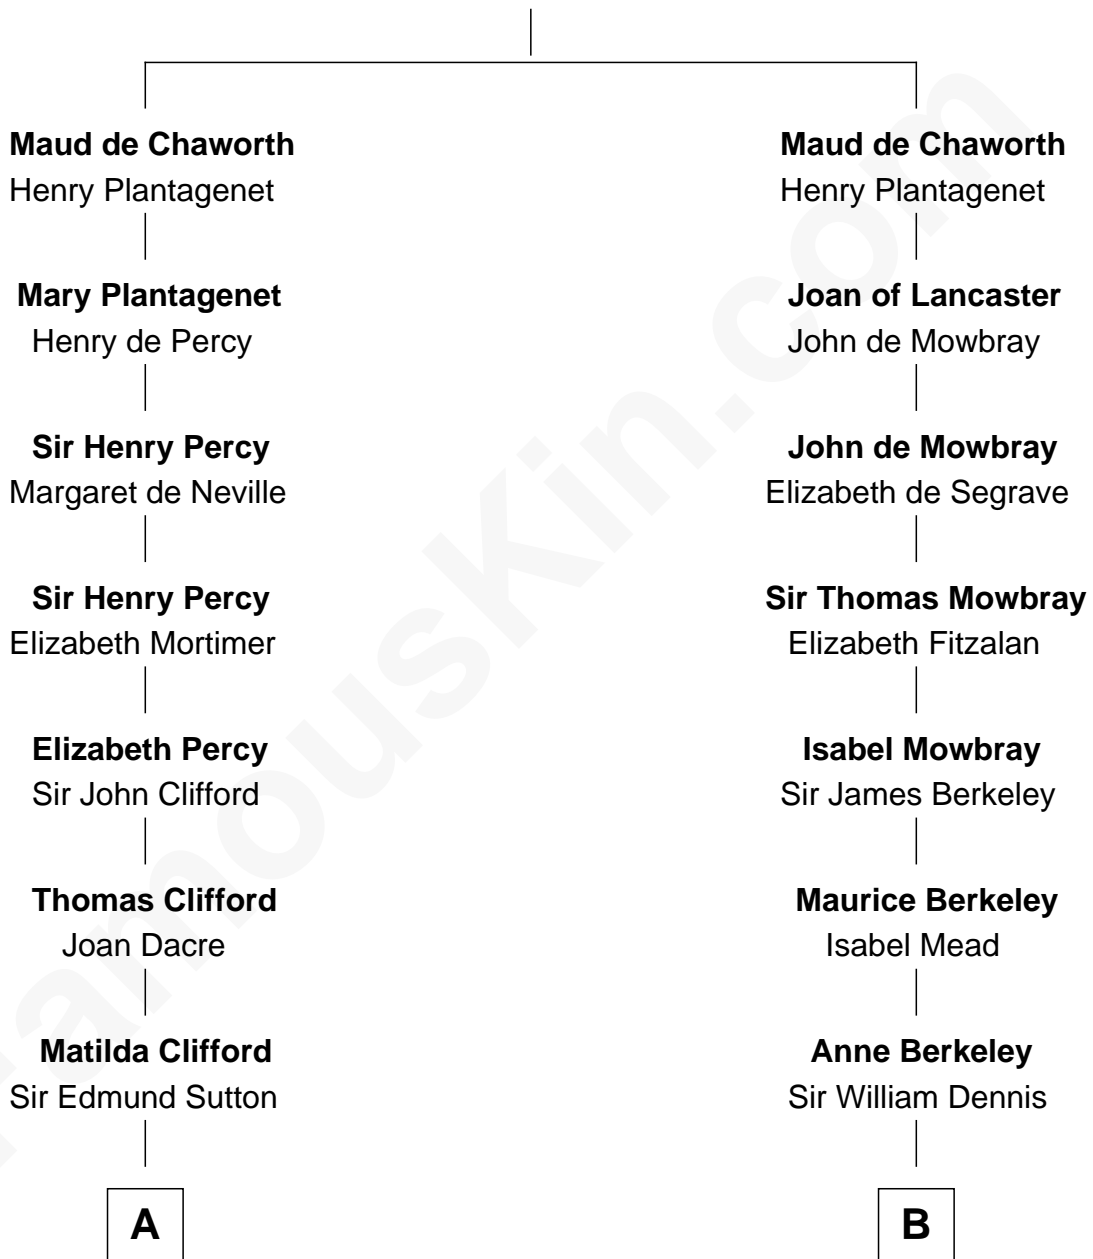 Maud de Chaworth
Henry Plantagenet
Mary Plantagenet
Henry de Percy
Sir Henry Percy
Margaret de Neville
Sir Henry Percy
Elizabeth Mortimer
Elizabeth Percy
Sir John Clifford
Thomas Clifford
Joan Dacre
Matilda Clifford
Sir Edmund Sutton
A
Maud de Chaworth
Henry Plantagenet
Joan of Lancaster
John de Mowbray
John de Mowbray
Elizabeth de Segrave
Sir Thomas Mowbray
Elizabeth Fitzalan
Isabel Mowbray
Sir James Berkeley
Maurice Berkeley
Isabel Mead
Anne Berkeley
Sir William Dennis
B
FamousKin.com